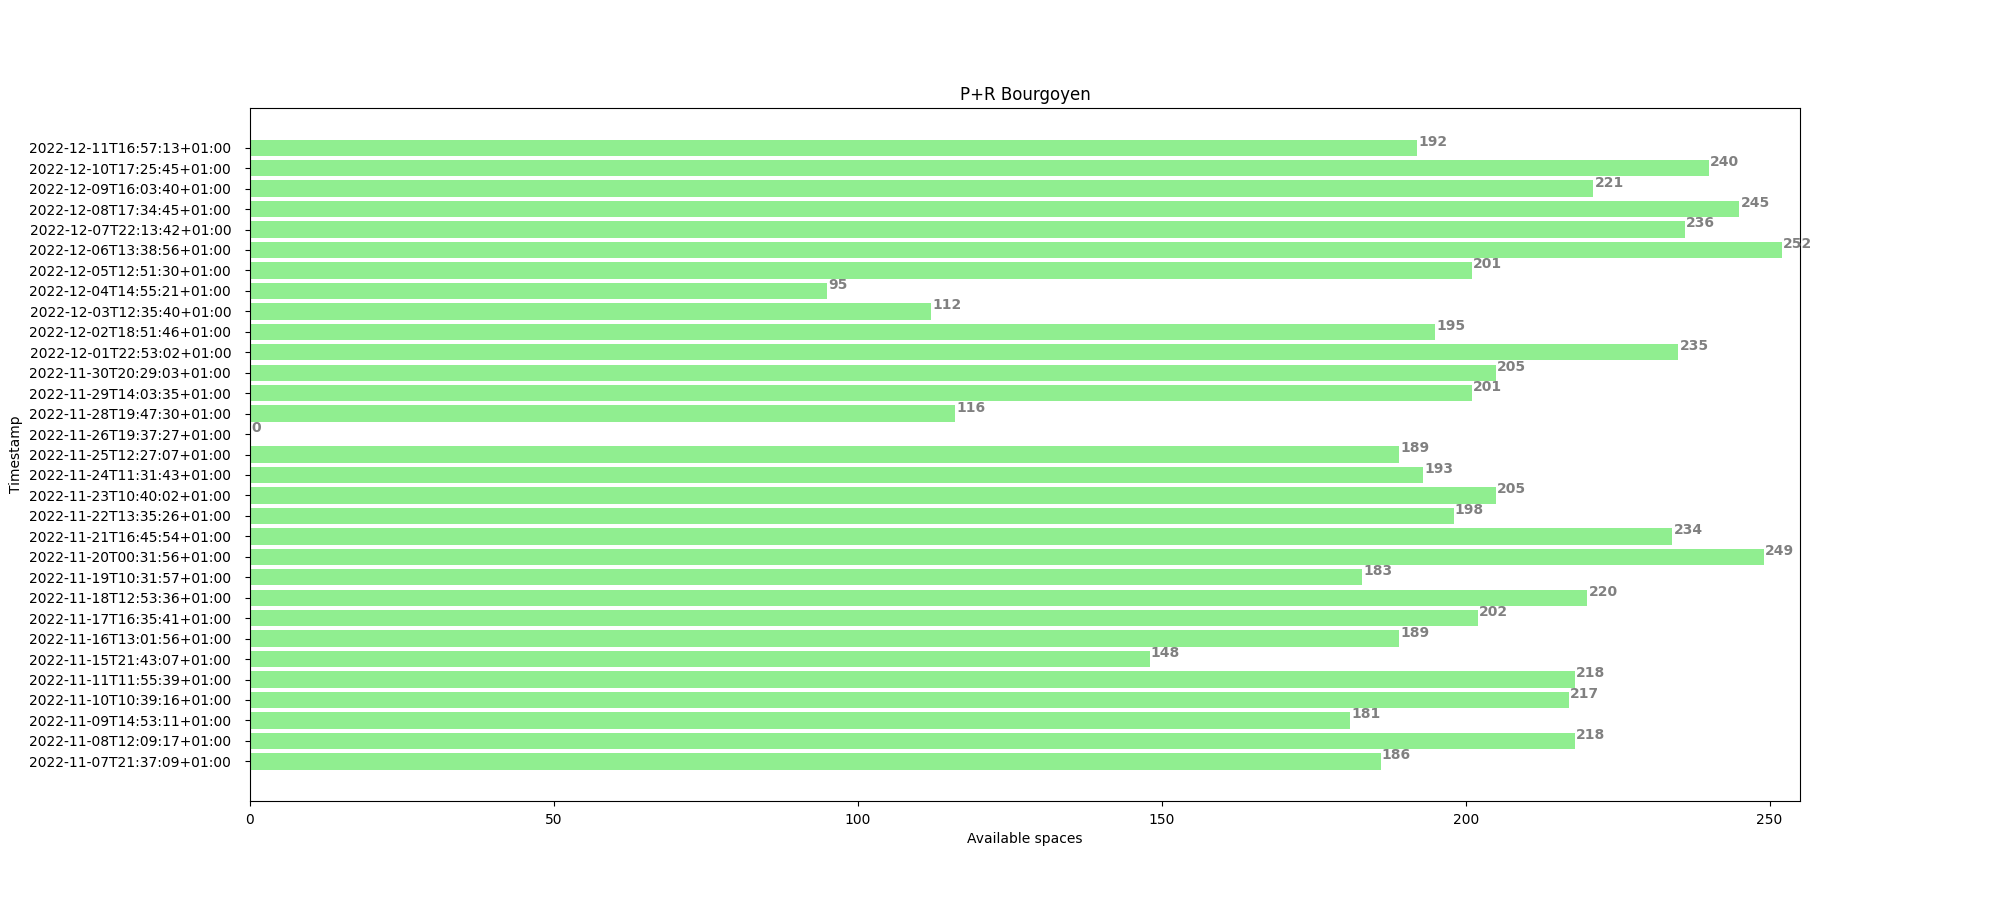 P+R Bourgoyen
2022-12-11T16:57:13+01:00 192
2022-12-10T17:25:45+01:00 240
2022-12-09T16:03:40+01:00 221
2022-12-08T17:34:45+01:00 245
2022-12-07T22:13:42+01:00 236
2022-12-06T13:38:56+01:00 252
2022-12-05T12:51:30+01:00 201
2022-12-04T14:55:21+01:00 95
2022-12-03T12:35:40+01:00 112
2022-12-02T18:51:46+01:00 195
2022-12-01T22:53:02+01:00 235
2022-11-30T20:29:03+01:00 205
2022-11-29T14:03:35+01:00 201
2022-11-28T19:47:30+01:00 116
2022-11-26T19:37:27+01:00 0
2022-11-25T12:27:07+01:00 189
2022-11-24T11:31:43+01:00 193
2022-11-23T10:40:02+01:00 205
2022-11-22T13:35:26+01:00 198
2022-11-21T16:45:54+01:00 234
2022-11-20T00:31:56+01:00 249
2022-11-19T10:31:57+01:00 183
2022-11-18T12:53:36+01:00 220
2022-11-17T16:35:41+01:00 202
2022-11-16T13:01:56+01:00 189
2022-11-15T21:43:07+01:00 148
2022-11-11T11:55:39+01:00 218
2022-11-10T10:39:16+01:00 217
2022-11-09T14:53:11+01:00 181
2022-11-08T12:09:17+01:00 218
2022-11-07T21:37:09+01:00 186
Timestamp
0 50 100 150 200 250
Available spaces